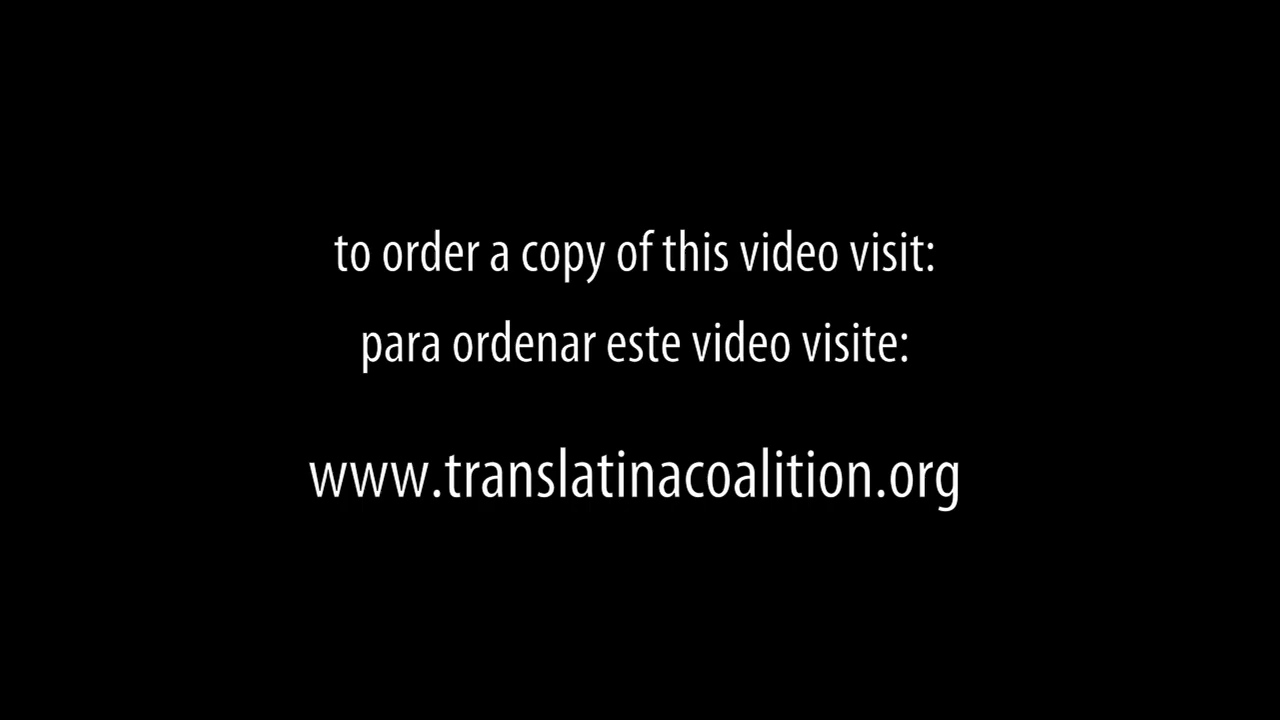 to order a copy of this video visit:
para ordenar este video visite:
www.translatinacoalition.org